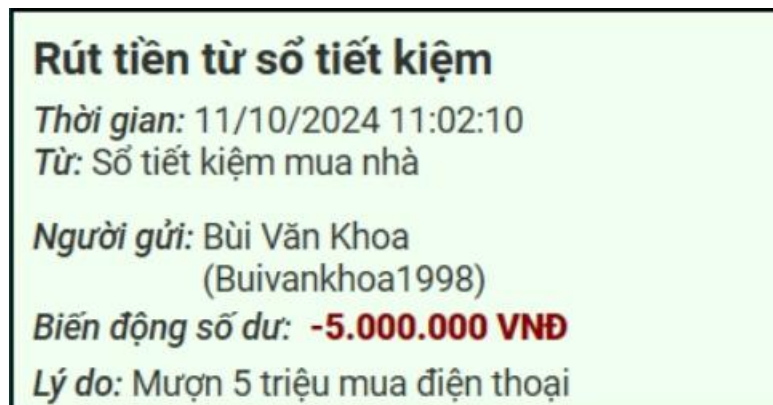 Rút tiền từ sổ tiết kiệm
Thời gian: 11/10/2024 11:02:10
Từ: Sổ tiết kiệm mua nhà
Người gửi: Bùi Văn Khoa
(Buivankhoa1998)
Biến động số dư: -5.000.000 VNĐ
Lý do: Mượn 5 triệu mua điện thoại